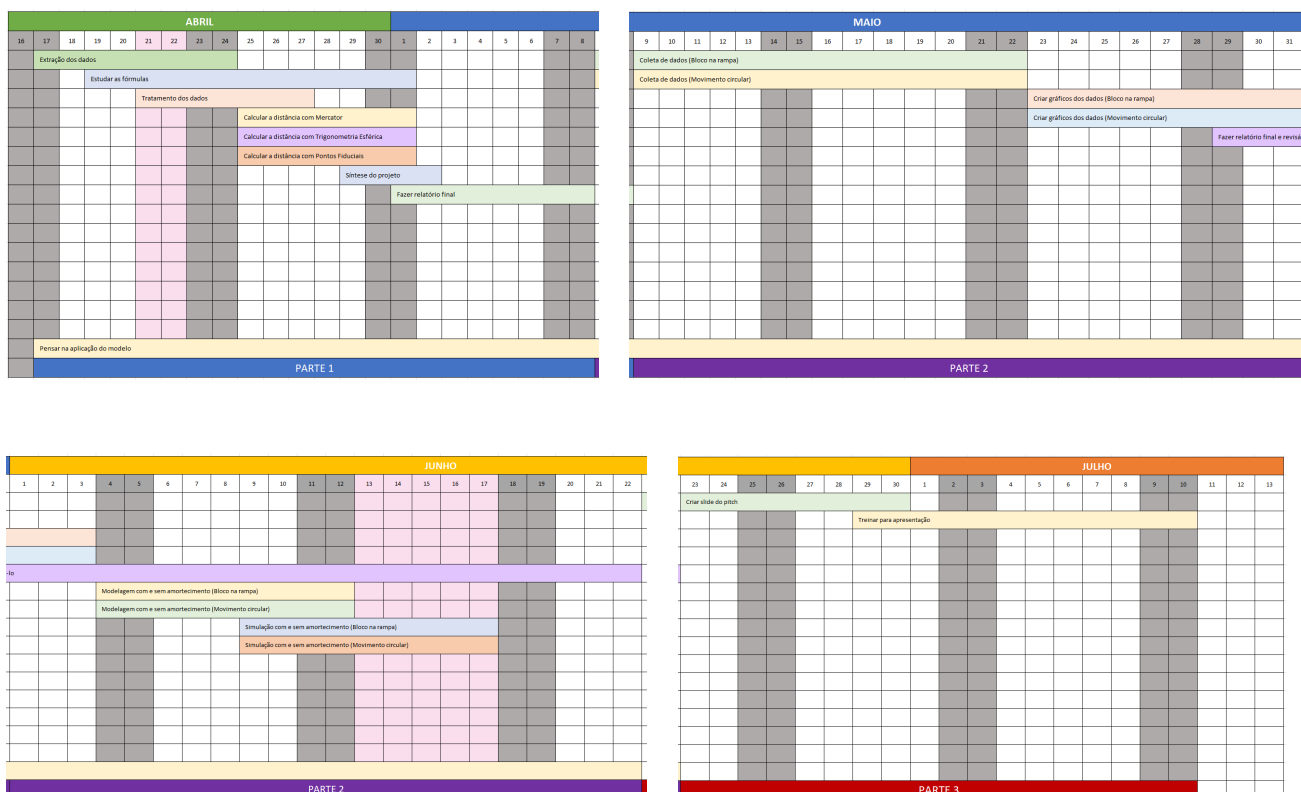 ABRIL
16 17 18 19 20 21 22 23 24 25 26 27 28 29 30 1 2 3 4 5 6 7 8
Extração dos dados
Estudar as fórmulas
Tratamento dos dados
Calcular a distância com Mercator
Calcular a distância com Trigonometria Esférica
Calcular a distância com Pontos Fiduciais
Síntese do projeto
Fazer relatório final
Pensar na aplicação do modelo
PARTE 1
MAIO
9 10 11 12 13 14 15 16 17 18 19 20 21 22 23 24 25 26 27 28 29 30 31
Coleta de dados (Bloco na rampa)
Coleta de dados (Movimento circular)
Criar gráficos dos dados (Bloco na rampa)
Criar gráficos dos dados (Movimento circular)
Fazer relatório final e revisá
PARTE 2
JUNHO
1 2 3 4 5 6 7 8 9 10 11 12 13 14 15 16 17 18 19 20 21 22
-lo
Modelagem com e sem amortecimento (Bloco na rampa)
Modelagem com e sem amortecimento (Movimento circular)
Simulação com e sem amortecimento (Bloco na rampa)
Simulação com e sem amortecimento (Movimento circular)
PARTE 2
JULHO
23 24 25 26 27 28 29 30 1 2 3 4 5 6 7 8 9 10 11 12 13
Criar slide do pitch
Treinar para apresentação
PARTE 3